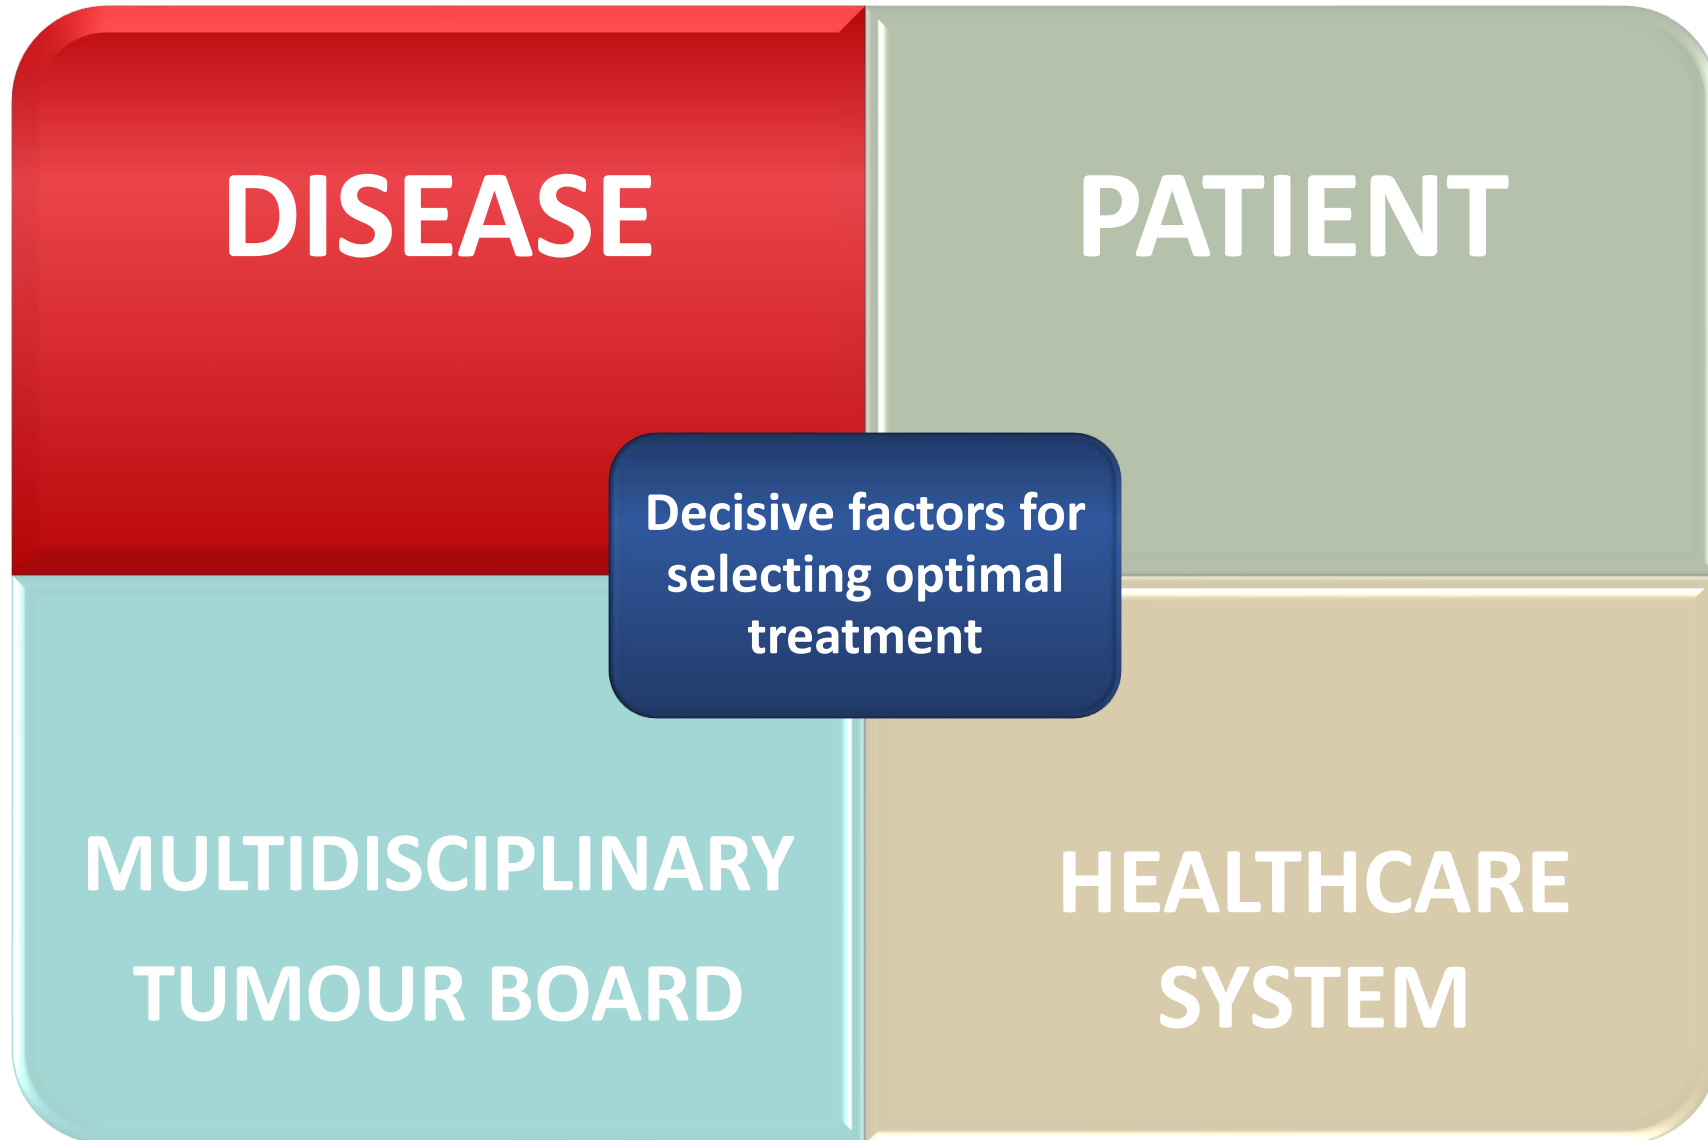 DISEASE
PATIENT
Decisive factors for
selecting optimal
treatment
MULTIDISCIPLINARY
TUMOUR BOARD
HEALTHCARE
SYSTEM